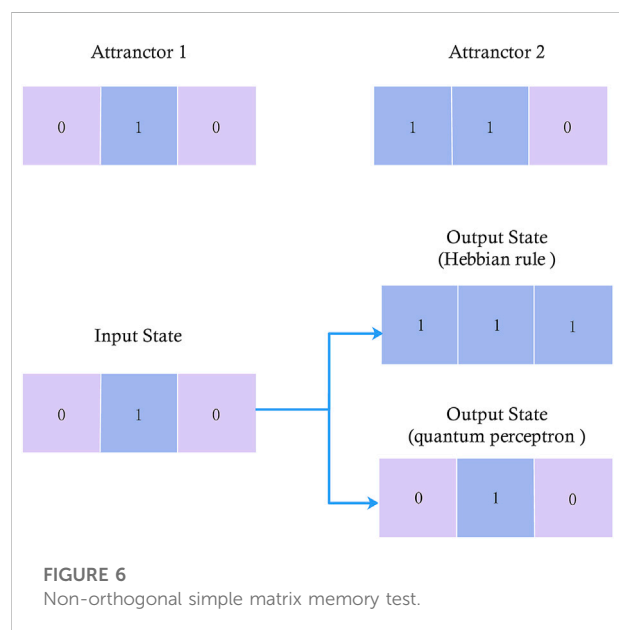 Attranctor 1
Attranctor 2
0 1 0
1 1 0
Output State
(Hebbian rule )
1 1 1
Input State
0 1 0
Output State
(quantum perceptron )
0 1 0
FIGURE 6
Non-orthogonal simple matrix memory test.